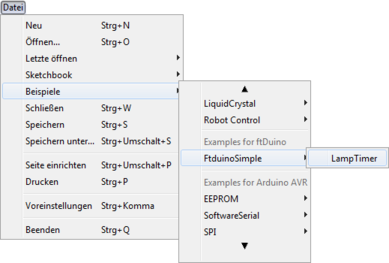 Datei
Neu Strg+N
Öffnen... Strg+O
Letzte öffnen
Sketchbook
Beispiele
Schließen Strg+W
Speichern Strg+S
Speichern unter... Strg+Umschalt+S
Seite einrichten Strg+Umschalt+P
Drucken Strg+P
Voreinstellungen Strg+Komma
Beenden Strg+Q
LiquidCrystal
Robot Control
Examples for ftDuino
FtduinoSimple
Examples for Arduino AVR
EEPROM
SoftwareSerial
SPI
LampTimer